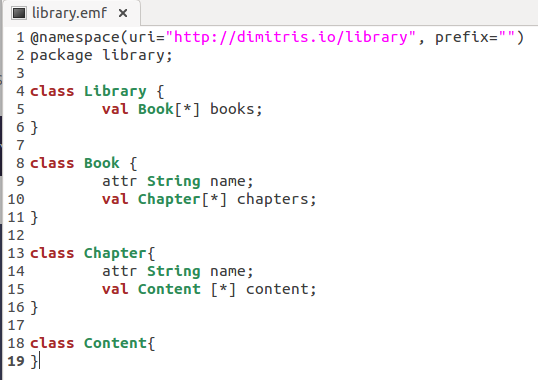 library.emf ×
1 @namespace(uri="http://dimitris.io/library", prefix="")
2 package library;
3
4 class Library {
5 val Book[*] books;
6 }
7
8 class Book {
9 attr String name;
10 val Chapter[*] chapters;
11 }
12
13 class Chapter{
14 attr String name;
15 val Content [*] content;
16 }
17
18 class Content{
19 }